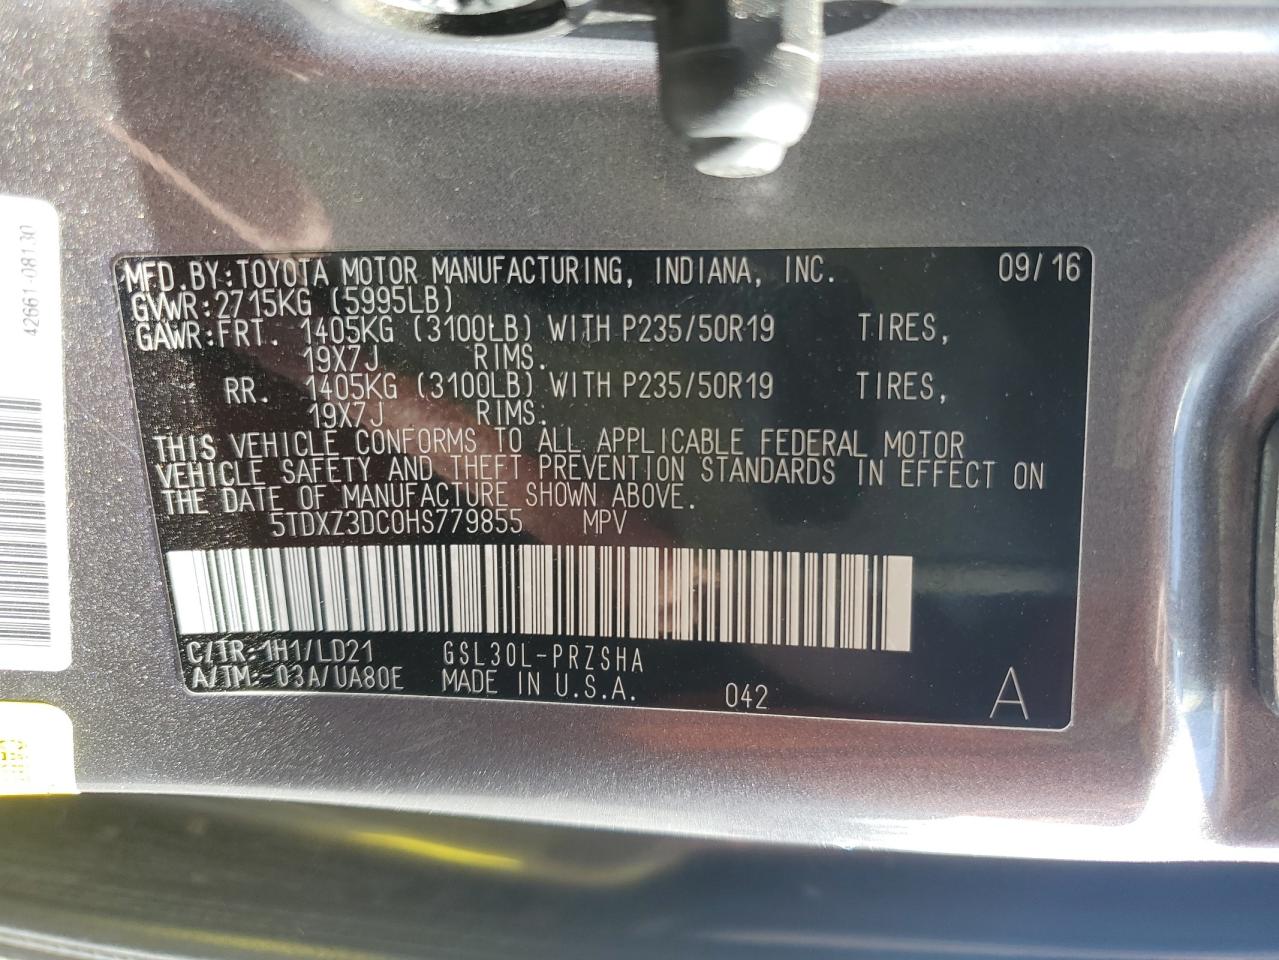 42661-08130
MFD.BY:TOYOTA MOTOR MANUFACTURING, INDIANA, INC. 09/16
GVWR:2715KG (5995LB)
GAWR:FRT. 1405KG (3100LB) WITH P235/50R19 TIRES,
19X7J RIMS.
RR. 1405KG (3100LB) WITH P235/50R19 TIRES,
19X7J RIMS.
THIS VEHICLE CONFORMS TO ALL APPLICABLE FEDERAL MOTOR
VEHICLE SAFETY AND THEFT PREVENTION STANDARDS IN EFFECT ON
THE DATE OF MANUFACTURE SHOWN ABOVE.
5TDXZ3DC0HS779855 MPV
C/TR:1H1/LD21 GSL30L-PRZSHA
A/TM: 03A/UA80E MADE IN U.S.A. 042 A